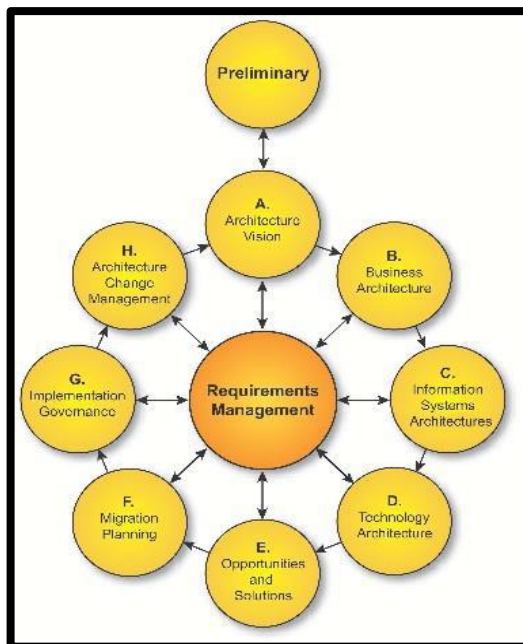 Preliminary
A.
Architecture
Vision
B.
Business
Architecture
C.
Information
Systems
Architectures
D.
Technology
Architecture
E.
Opportunities
and
Solutions
F.
Migration
Planning
G.
Implementation
Governance
H.
Architecture
Change
Management
Requirements
Management